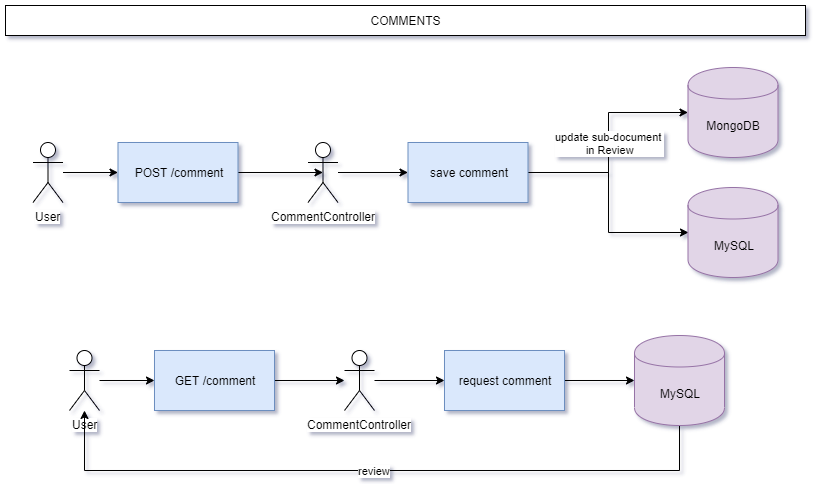 COMMENTS
User
POST /comment
CommentController
save comment
update sub-document
in Review
MongoDB
MySQL
User
GET /comment
CommentController
request comment
MySQL
review